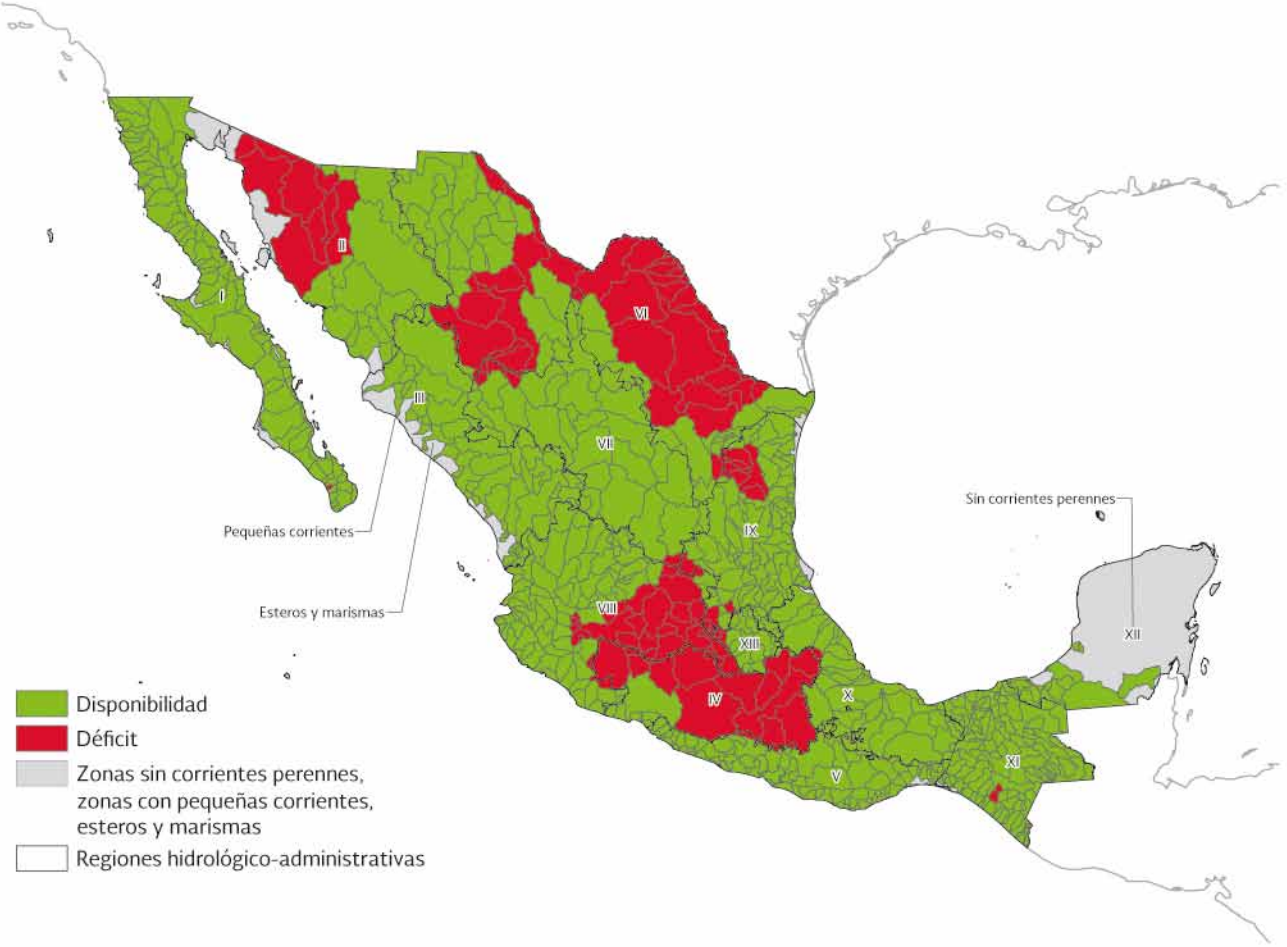 II
I
VI
III
VII
Pequeñas corrientes
Sin corrientes perennes
IX
Esteros y marismas
VIII
XIII
XII
IV
X
XI
V
Disponibilidad
Déficit
Zonas sin corrientes perennes,
zonas con pequeñas corrientes,
esteros y marismas
Regiones hidrológico-administrativas